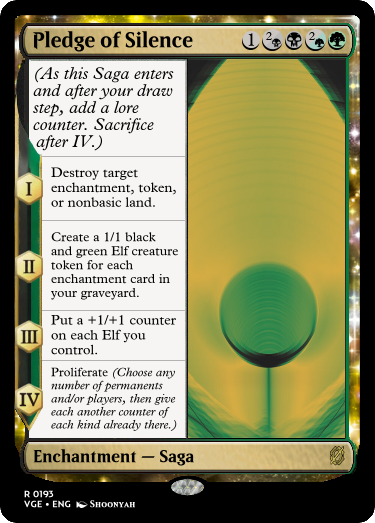 Pledge of Silence 1 2 2
(As this Saga enters
and after your draw
step, add a lore
counter. Sacrifice
after IV.)
I
Destroy target
enchantment, token,
or nonbasic land.
II
Create a 1/1 black
and green Elf creature
token for each
enchantment card in
your graveyard.
III
Put a +1/+1 counter
on each Elf you
control.
IV
Proliferate (Choose any
number of permanents
and/or players, then give
each another counter of
each kind already there.)
Enchantment — Saga
R 0193
VGE • ENG Shoonyah